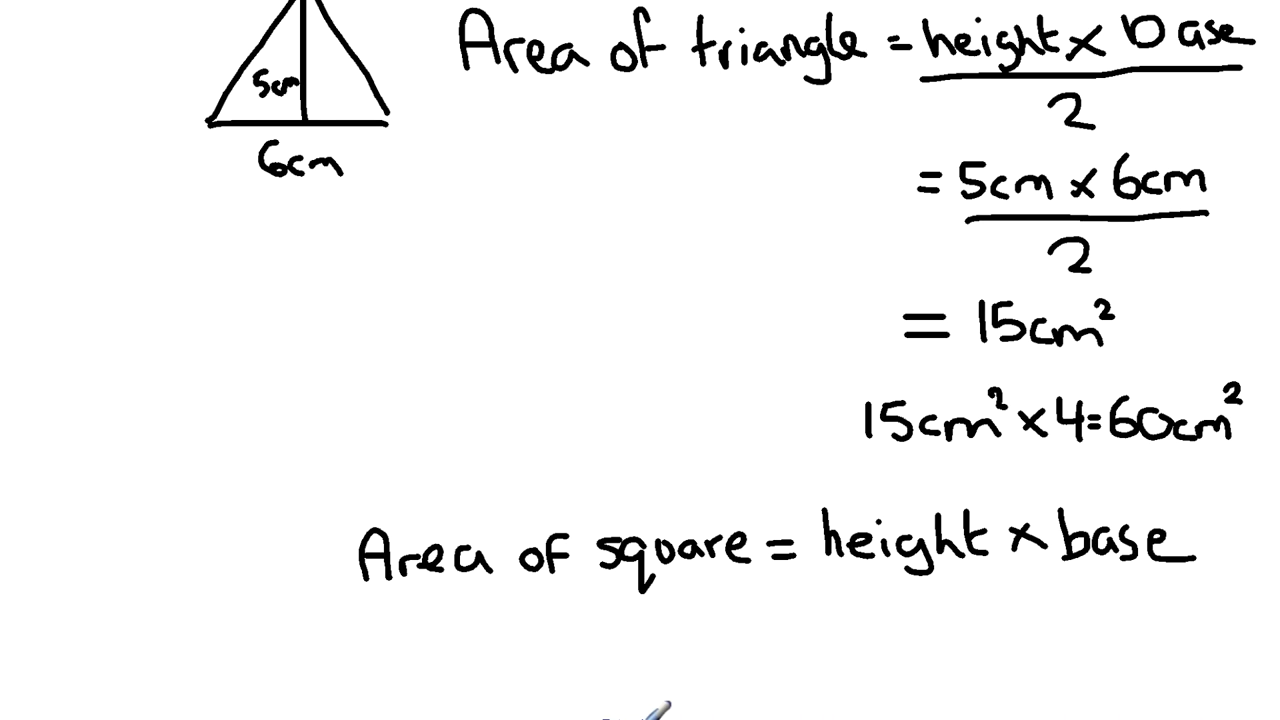 Area of triangle = height x base
2
5cm
6cm
= 5cm x 6cm
2
= 15cm²
15cm² x 4 = 60cm²
Area of square = height x base